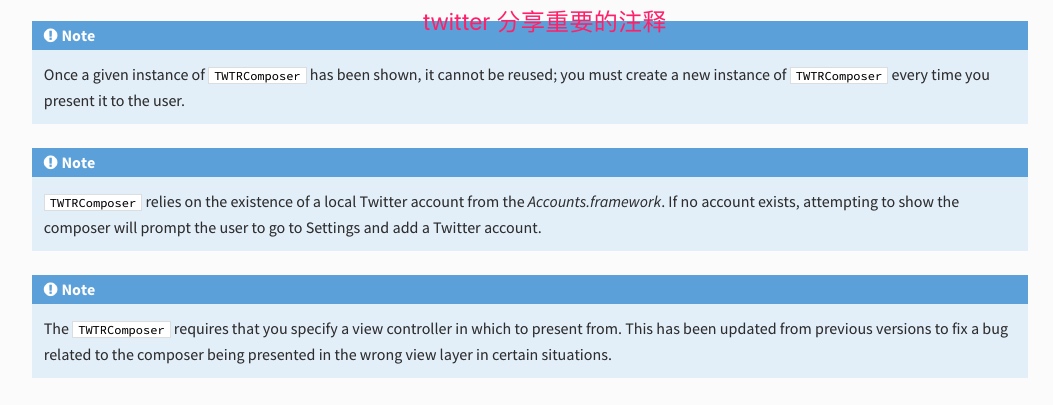 twitter 分享重要的注释
Note
Once a given instance of TWTRComposer has been shown, it cannot be reused; you must create a new instance of TWTRComposer every time you
present it to the user.
Note
TWTRComposer relies on the existence of a local Twitter account from the Accounts.framework. If no account exists, attempting to show the
composer will prompt the user to go to Settings and add a Twitter account.
Note
The TWTRComposer requires that you specify a view controller in which to present from. This has been updated from previous versions to fix a bug
related to the composer being presented in the wrong view layer in certain situations.